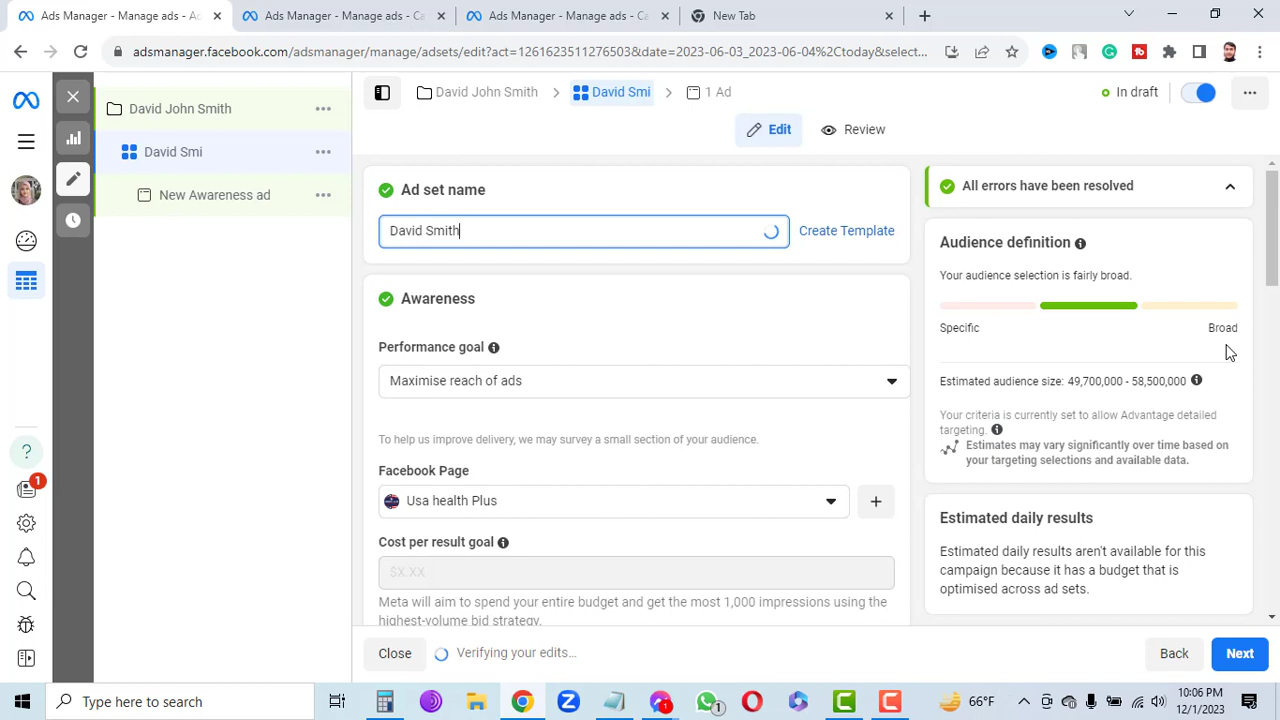 Ads Manager - Manage ads - Ads
Ads Manager - Manage ads - Ca
Ads Manager - Manage ads - Ca
New Tab
adsmanager.facebook.com/adsmanager/manage/adsets/edit?act=1261623511276503&date=2023-06-03_2023-06-04%2Ctoday&select...
David John Smith
David Smi
1 Ad
In draft
Edit
Review
David John Smith
David Smi
New Awareness ad
Ad set name
David Smith
Create Template
Awareness
Performance goal
Maximise reach of ads
To help us improve delivery, we may survey a small section of your audience.
Facebook Page
Usa health Plus
Cost per result goal
$X.XX
Meta will aim to spend your entire budget and get the most 1,000 impressions using the
highest-volume bid strategy.
All errors have been resolved
Audience definition
Your audience selection is fairly broad.
Specific
Broad
Estimated audience size: 49,700,000 - 58,500,000
Your criteria is currently set to allow Advantage detailed
targeting.
Estimates may vary significantly over time based on
your targeting selections and available data.
Estimated daily results
Estimated daily results aren't available for this
campaign because it has a budget that is
optimised across ad sets.
1
Close
Verifying your edits...
Back
Next
Type here to search
1
1
66°F
10:06 PM
12/1/2023